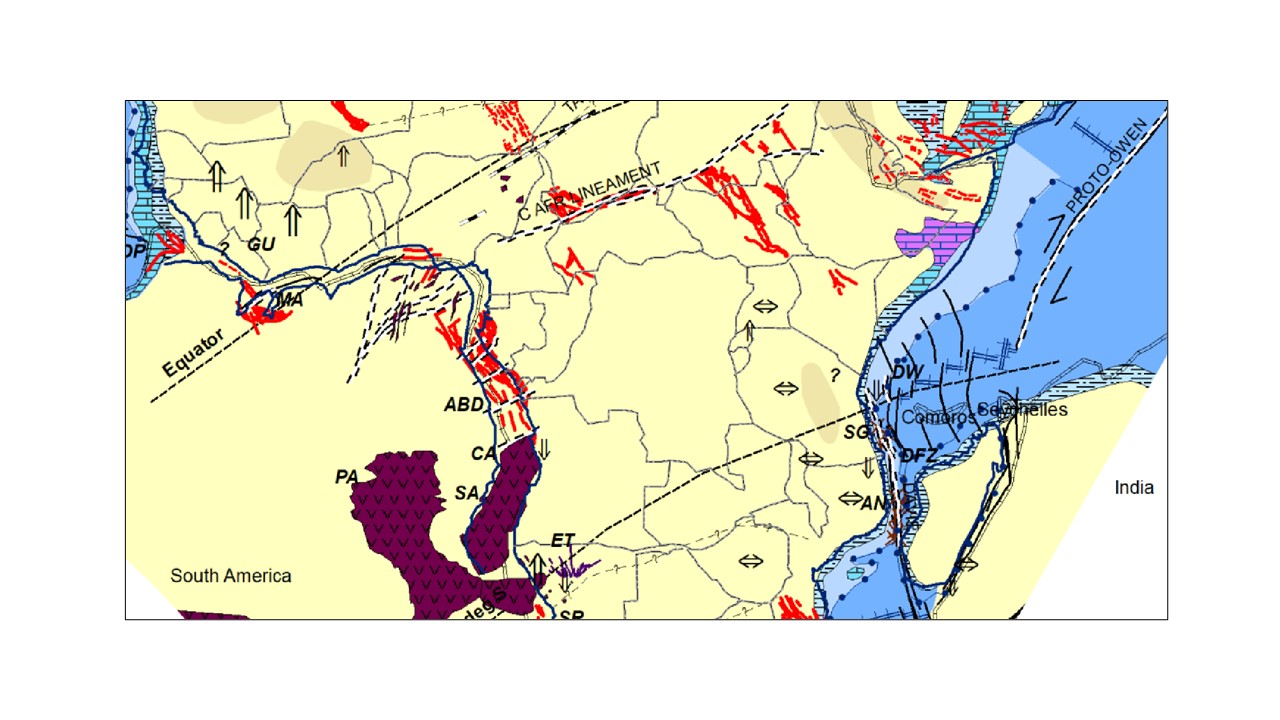 TA
PROTO-OWEN
C AFR LINEAMENT
DP
?
GU
MA
Equator
DW
?
ABD
Comoros
Seychelles
SG
CA
DFZ
PA
SA
AN
India
ET
South America
deg S
SR